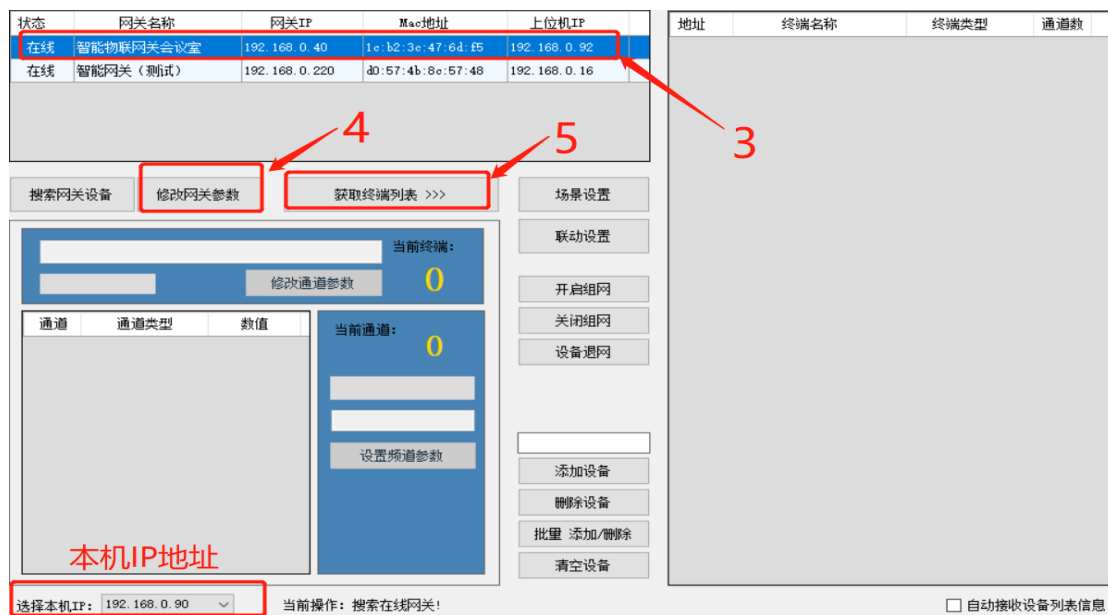 状态 网关名称 网关IP Mac地址 上位机IP
在线 智能物联网关会议室 192.168.0.40 1c:b2:3c:47:6d:f5 192.168.0.92
在线 智能网关（测试） 192.168.0.220 d0:57:4b:8c:57:48 192.168.0.16
地址 终端名称 终端类型 通道数
4
5
3
搜索网关设备 修改网关参数 获取终端列表 >>> 场景设置
联动设置
当前终端：
0
修改通道参数
开启组网
关闭组网
设备退网
通道 通道类型 数值
当前通道：
0
设置频道参数
添加设备
删除设备
批量 添加/删除
清空设备
本机IP地址
选择本机IP： 192.168.0.90 当前操作：搜索在线网关！ 自动接收设备列表信息